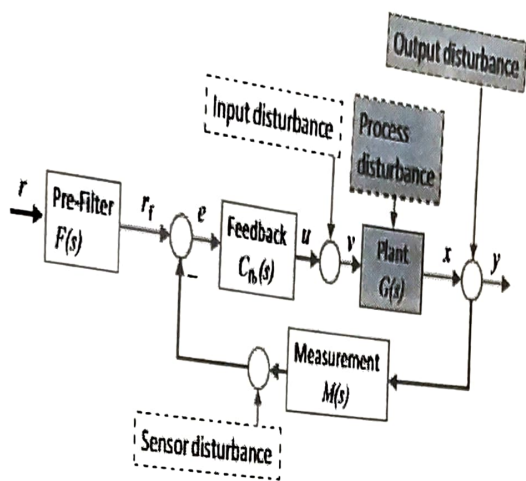 Output disturbance
Input disturbance
Process
disturbance
r
Pre-Filter
F(s)
r_f
e
Feedback
C_fb(s)
u
v
Plant
G(s)
x
y
Measurement
M(s)
−
Sensor disturbance